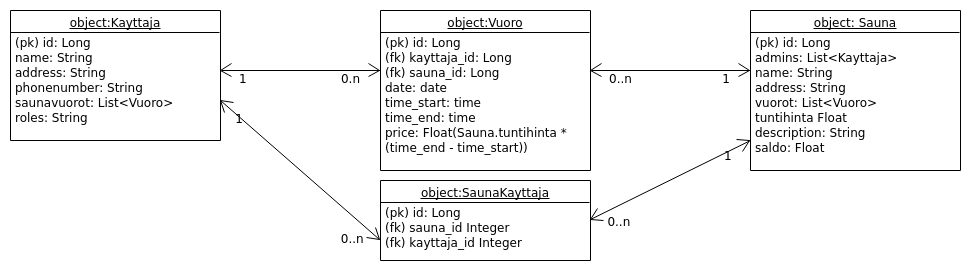 object:Kayttaja
(pk) id: Long
name: String
address: String
phonenumber: String
saunavuorot: List<Vuoro>
roles: String
1
0.n
object:Vuoro
(pk) id: Long
(fk) kayttaja_id: Long
(fk) sauna_id: Long
date: date
time_start: time
time_end: time
price: Float(Sauna.tuntihinta *
(time_end - time_start))
0..n
1
object: Sauna
(pk) id: Long
admins: List<Kayttaja>
name: String
address: String
vuorot: List<Vuoro>
tuntihinta Float
description: String
saldo: Float
1
0..n
object:SaunaKayttaja
(pk) id: Long
(fk) sauna_id Integer
(fk) kayttaja_id Integer
1
0..n